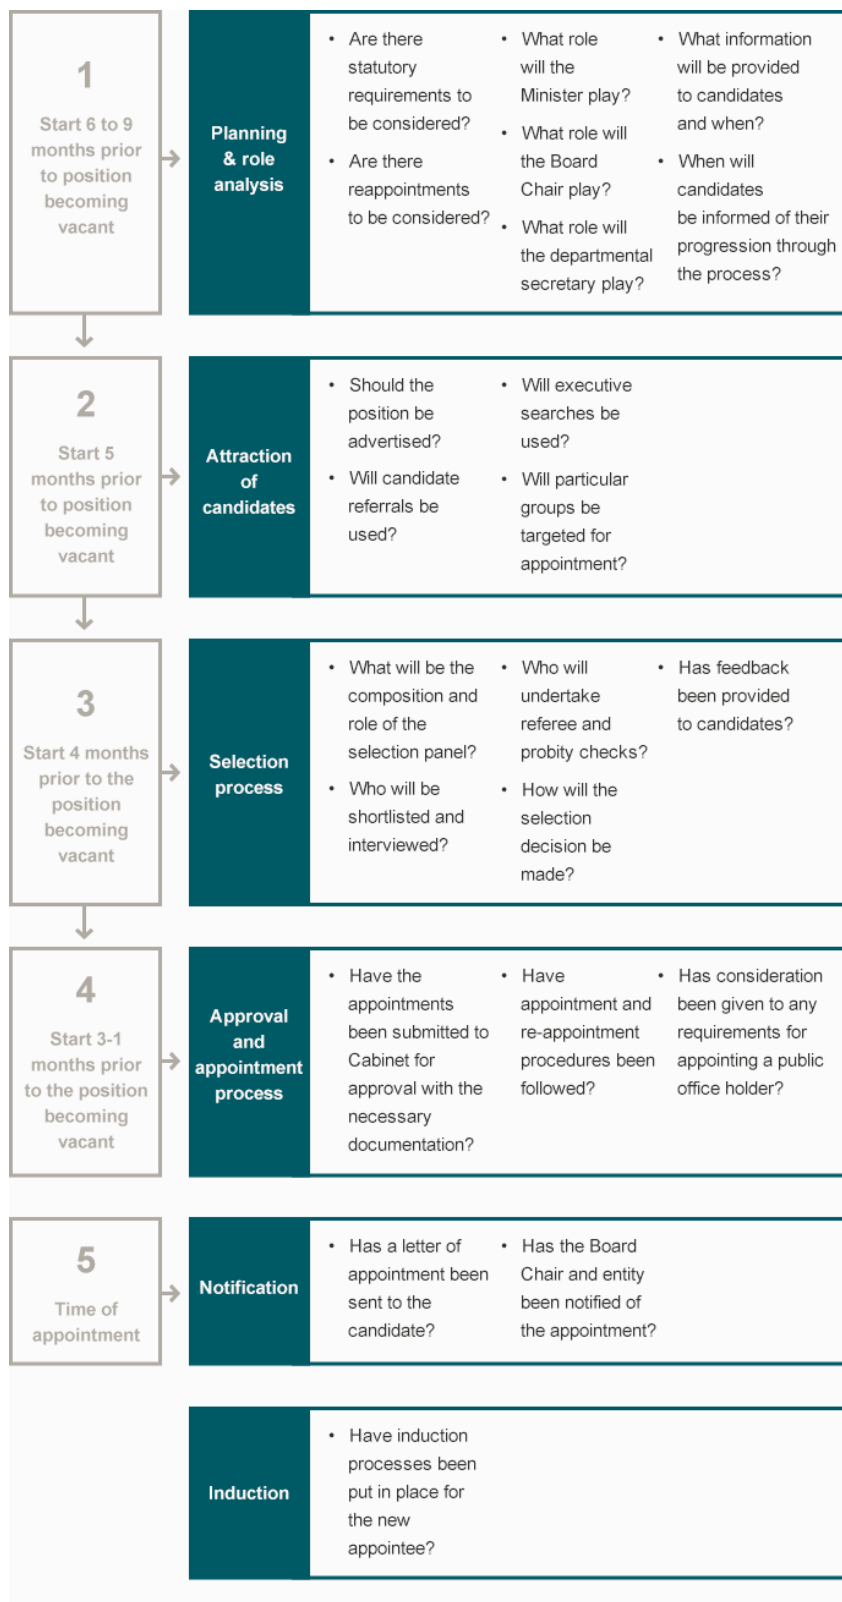 1
Start 6 to 9
months prior
to position
becoming
vacant
Planning
& role
analysis
• Are there
statutory
requirements to
be considered?
• Are there
reappointments
to be considered?
• What role
will the
Minister play?
• What role will
the Board
Chair play?
• What role will
the departmental
secretary play?
• What information
will be provided
to candidates
and when?
• When will
candidates
be informed of their
progression through
the process?
2
Start 5
months prior
to position
becoming
vacant
Attraction
of
candidates
• Should the
position be
advertised?
• Will candidate
referrals be
used?
• Will executive
searches be
used?
• Will particular
groups be
targeted for
appointment?
3
Start 4 months
prior to the
position
becoming
vacant
Selection
process
• What will be the
composition and
role of the
selection panel?
• Who will be
shortlisted and
interviewed?
• Who will
undertake
referee and
probity checks?
• How will the
selection
decision be
made?
• Has feedback
been provided
to candidates?
4
Start 3-1
months prior
to the position
becoming
vacant
Approval
and
appointment
process
• Have the
appointments
been submitted to
Cabinet for
approval with the
necessary
documentation?
• Have
appointment and
re-appointment
procedures been
followed?
• Has consideration
been given to any
requirements for
appointing a public
office holder?
5
Time of
appointment
Notification
• Has a letter of
appointment been
sent to the
candidate?
• Has the Board
Chair and entity
been notified of
the appointment?
Induction
• Have induction
processes been
put in place for
the new
appointee?